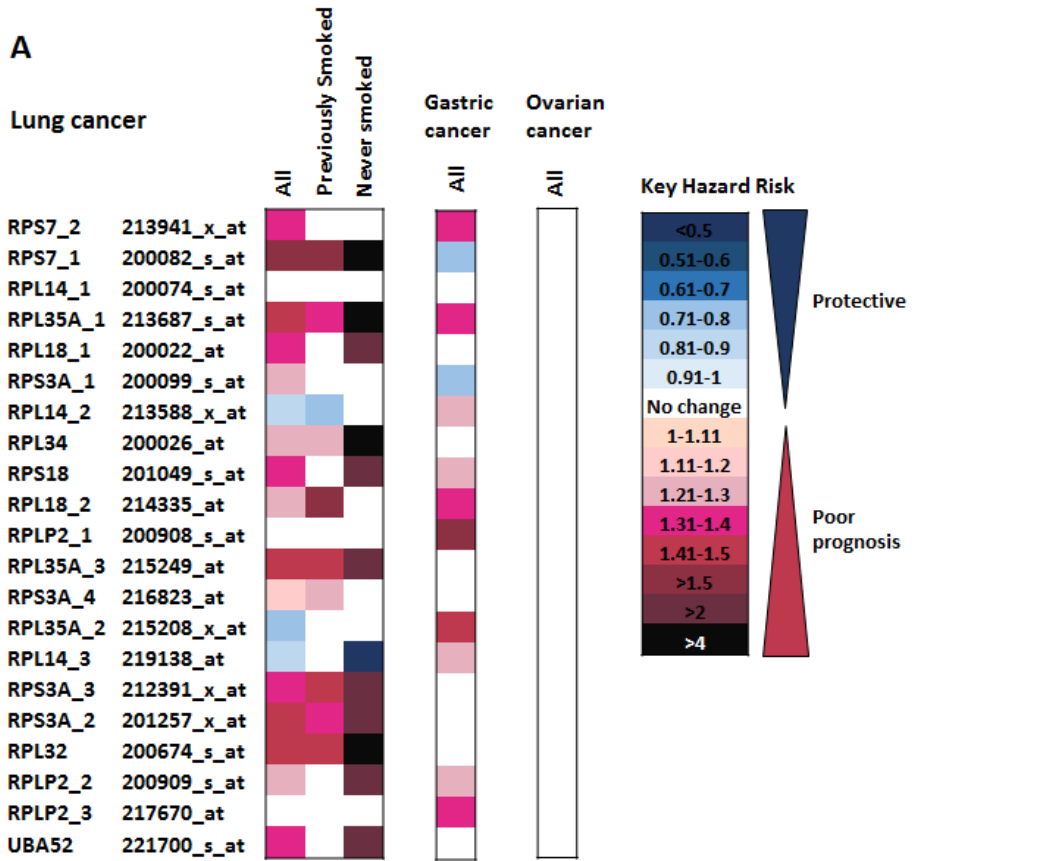 A
Lung cancer
All
Previously Smoked
Never smoked
Gastric
cancer
All
Ovarian
cancer
All
RPS7_2 213941_x_at
RPS7_1 200082_s_at
RPL14_1 200074_s_at
RPL35A_1 213687_s_at
RPL18_1 200022_at
RPS3A_1 200099_s_at
RPL14_2 213588_x_at
RPL34 200026_at
RPS18 201049_s_at
RPL18_2 214335_at
RPLP2_1 200908_s_at
RPL35A_3 215249_at
RPS3A_4 216823_at
RPL35A_2 215208_x_at
RPL14_3 219138_at
RPS3A_3 212391_x_at
RPS3A_2 201257_x_at
RPL32 200674_s_at
RPLP2_2 200909_s_at
RPLP2_3 217670_at
UBA52 221700_s_at
Key Hazard Risk
<0.5
0.51-0.6
0.61-0.7
0.71-0.8
0.81-0.9
0.91-1
No change
1-1.11
1.11-1.2
1.21-1.3
1.31-1.4
1.41-1.5
>1.5
>2
>4
Protective
Poor
prognosis